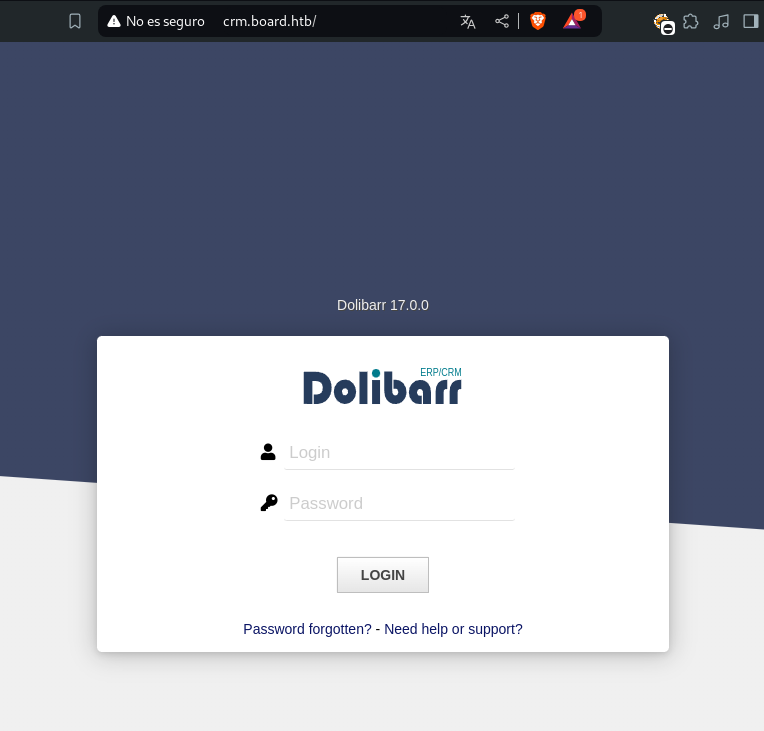 No es seguro crm.board.htb/
1
Dolibarr 17.0.0
Dolibarr ERP/CRM
Login
Password
LOGIN
Password forgotten? - Need help or support?